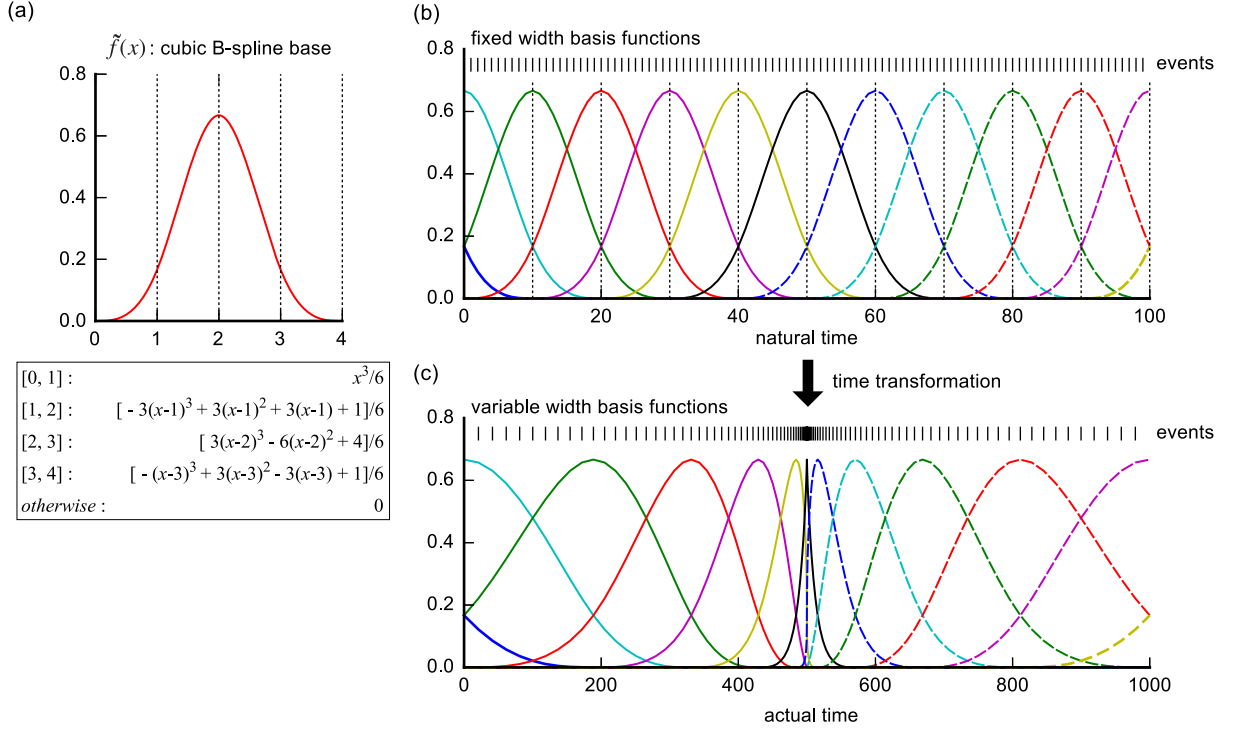 (a)
f̃(x) : cubic B-spline base
0.8
0.6
0.4
0.2
0.0
0 1 2 3 4
[0, 1] : x³/6
[1, 2] : [ - 3(x-1)³ + 3(x-1)² + 3(x-1) + 1]/6
[2, 3] : [ 3(x-2)³ - 6(x-2)² + 4]/6
[3, 4] : [ - (x-3)³ + 3(x-3)² - 3(x-3) + 1]/6
otherwise : 0
(b)
fixed width basis functions
events
0.8
0.6
0.4
0.2
0.0
0 20 40 60 80 100
natural time
time transformation
(c)
variable width basis functions
events
0.8
0.6
0.4
0.2
0.0
0 200 400 600 800 1000
actual time